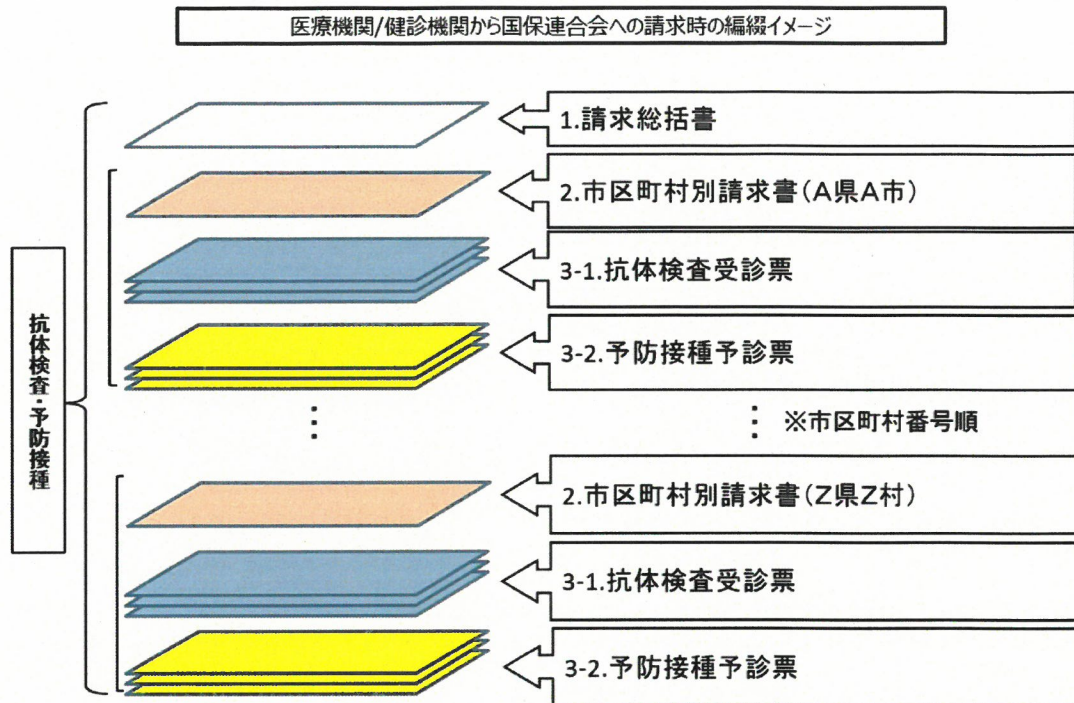 医療機関/健診機関から国保連合会への請求時の編綴イメージ
抗体検査・予防接種
1.請求総括書
2.市区町村別請求書(A県A市)
3-1.抗体検査受診票
3-2.予防接種予診票
⋮
⋮ ※市区町村番号順
2.市区町村別請求書(Z県Z村)
3-1.抗体検査受診票
3-2.予防接種予診票